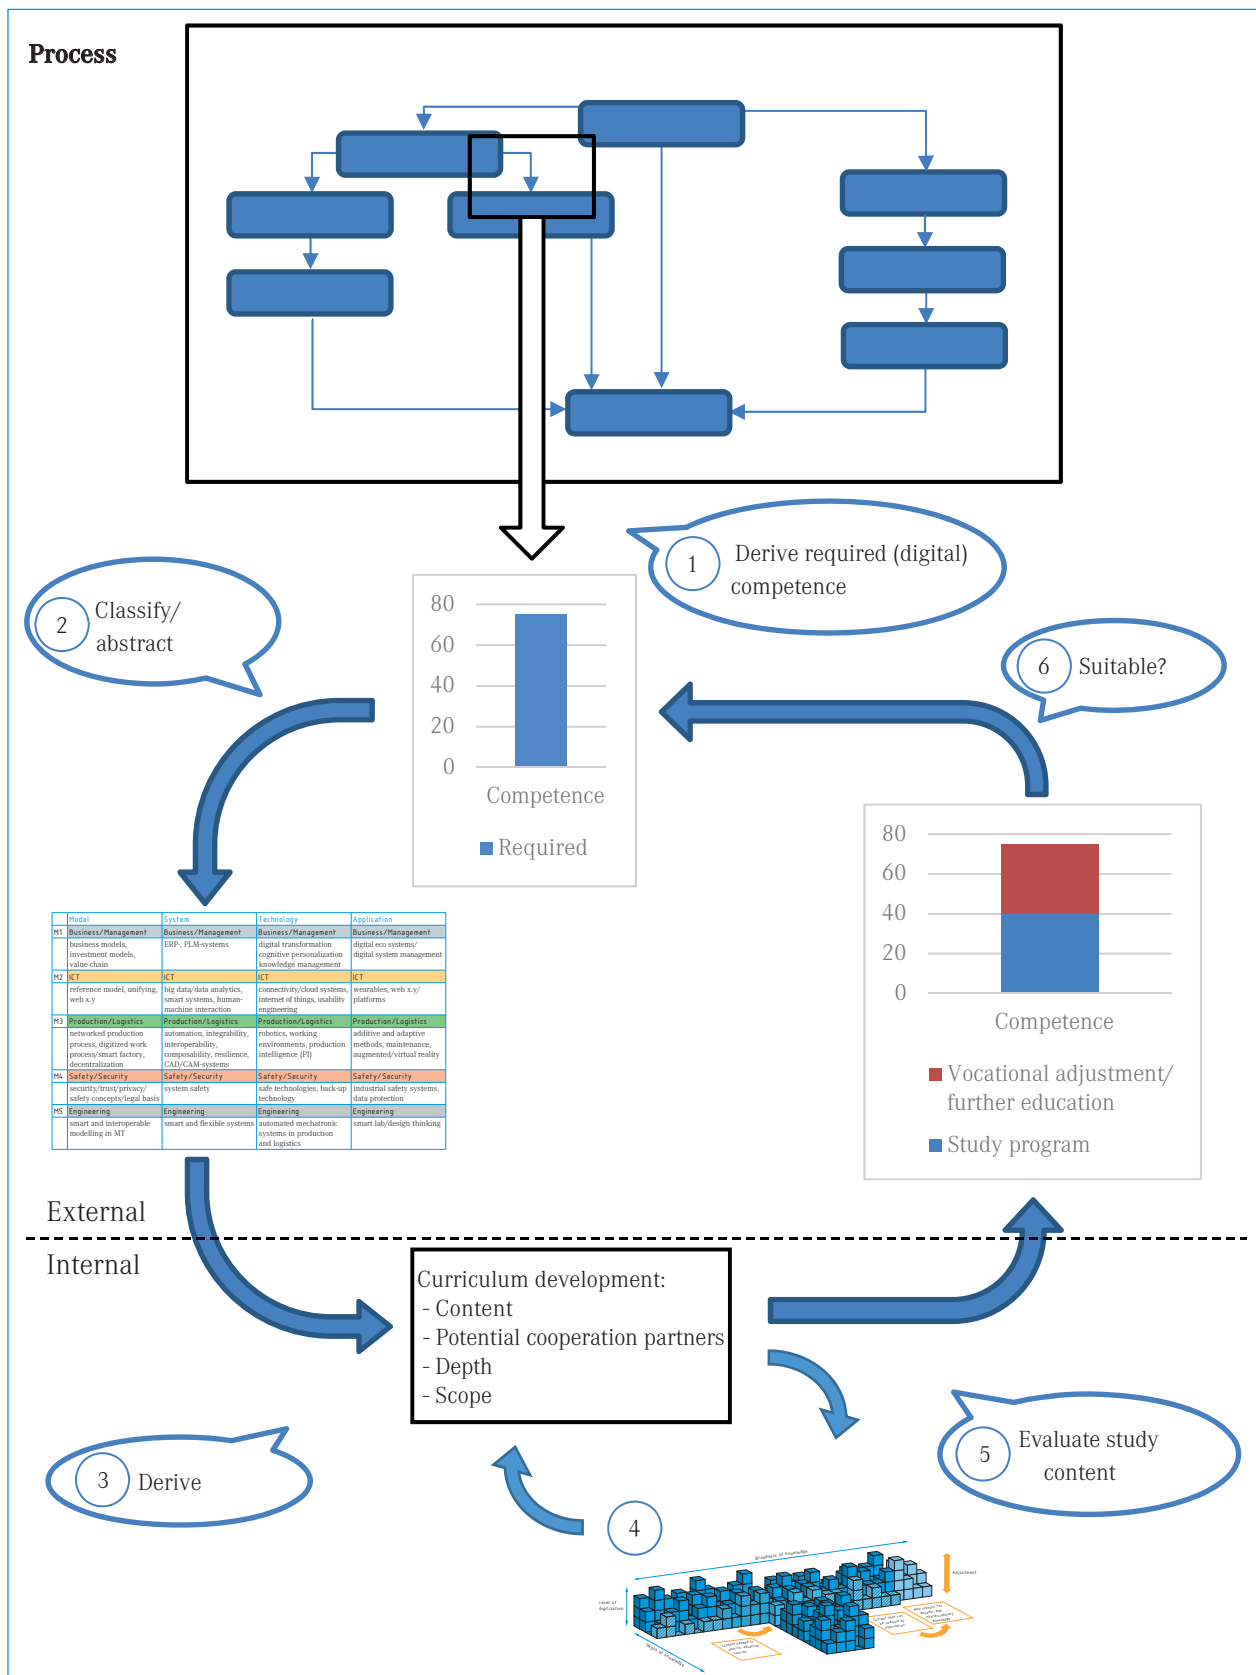 Process
1 Derive required (digital)
competence
2 Classify/
abstract
80
60
40
20
0
Competence
Required
6 Suitable?
80
60
40
20
0
Competence
Vocational adjustment/
further education
Study program
Model System Technology Application
M1 Business/Management Business/Management Business/Management Business/Management
business models, ERP-, PLM-systems digital transformation digital eco systems/
investment models, cognitive personalization digital system management
value chain knowledge management
M2 ICT ICT ICT ICT
reference model, unifying, big data/data analytics, connectivity/cloud systems, wearables, web x.y/
web x.y smart systems, human- internet of things, usability platforms
machine interaction engineering
M3 Production/Logistics Production/Logistics Production/Logistics Production/Logistics
networked production automation, integrability, robotics, working additive and adaptive
process, digitized work interoperability, environments, production methods, maintenance,
process/smart factory, composability, resilience, intelligence (PI) augmented/virtual reality
decentralization CAD/CAM-systems
M4 Safety/Security Safety/Security Safety/Security Safety/Security
security/trust/privacy/ system safety safe technologies, back-up industrial safety systems,
safety concepts/legal basis technology data protection
M5 Engineering Engineering Engineering Engineering
smart and interoperable smart and flexible systems automated mechatronic smart lab/design thinking
modelling in MT systems in production
and logistics
External
Internal
Curriculum development:
- Content
- Potential cooperation partners
- Depth
- Scope
3 Derive
5 Evaluate study
content
4
Broadness of knowledge
Level of
digitization
Adjustment
Depth of knowledge